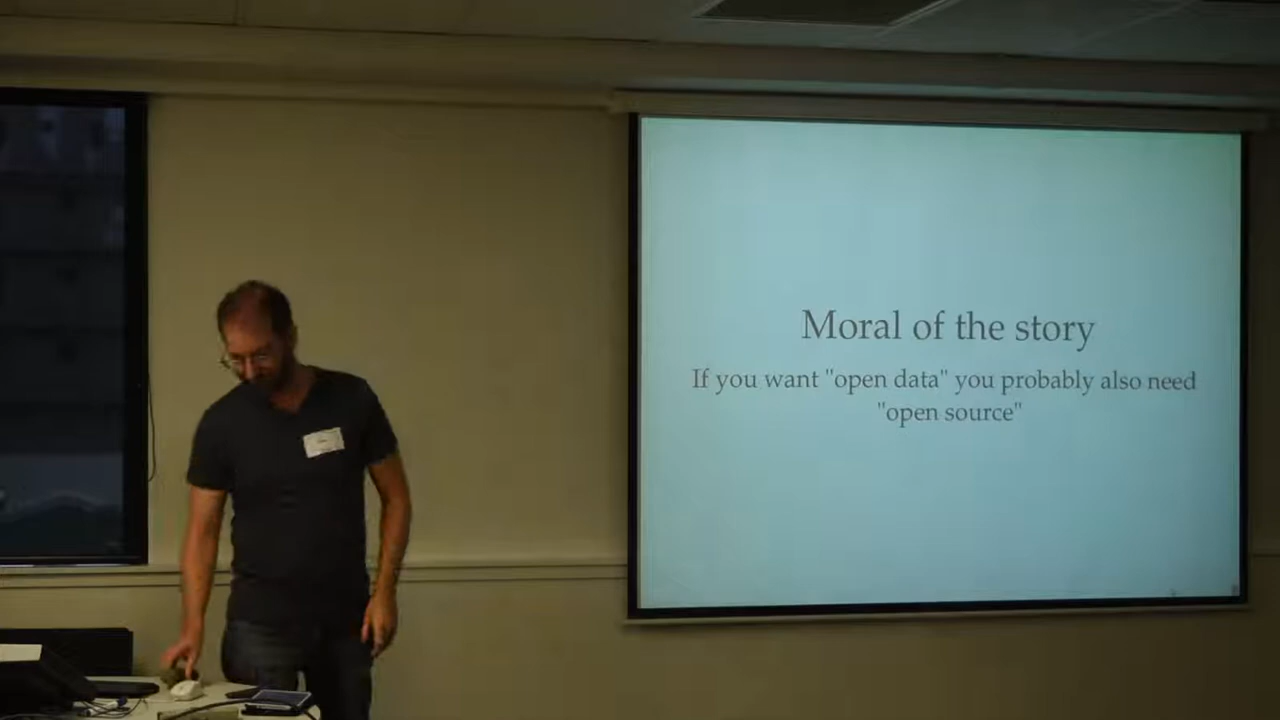 Moral of the story
If you want "open data" you probably also need
"open source"